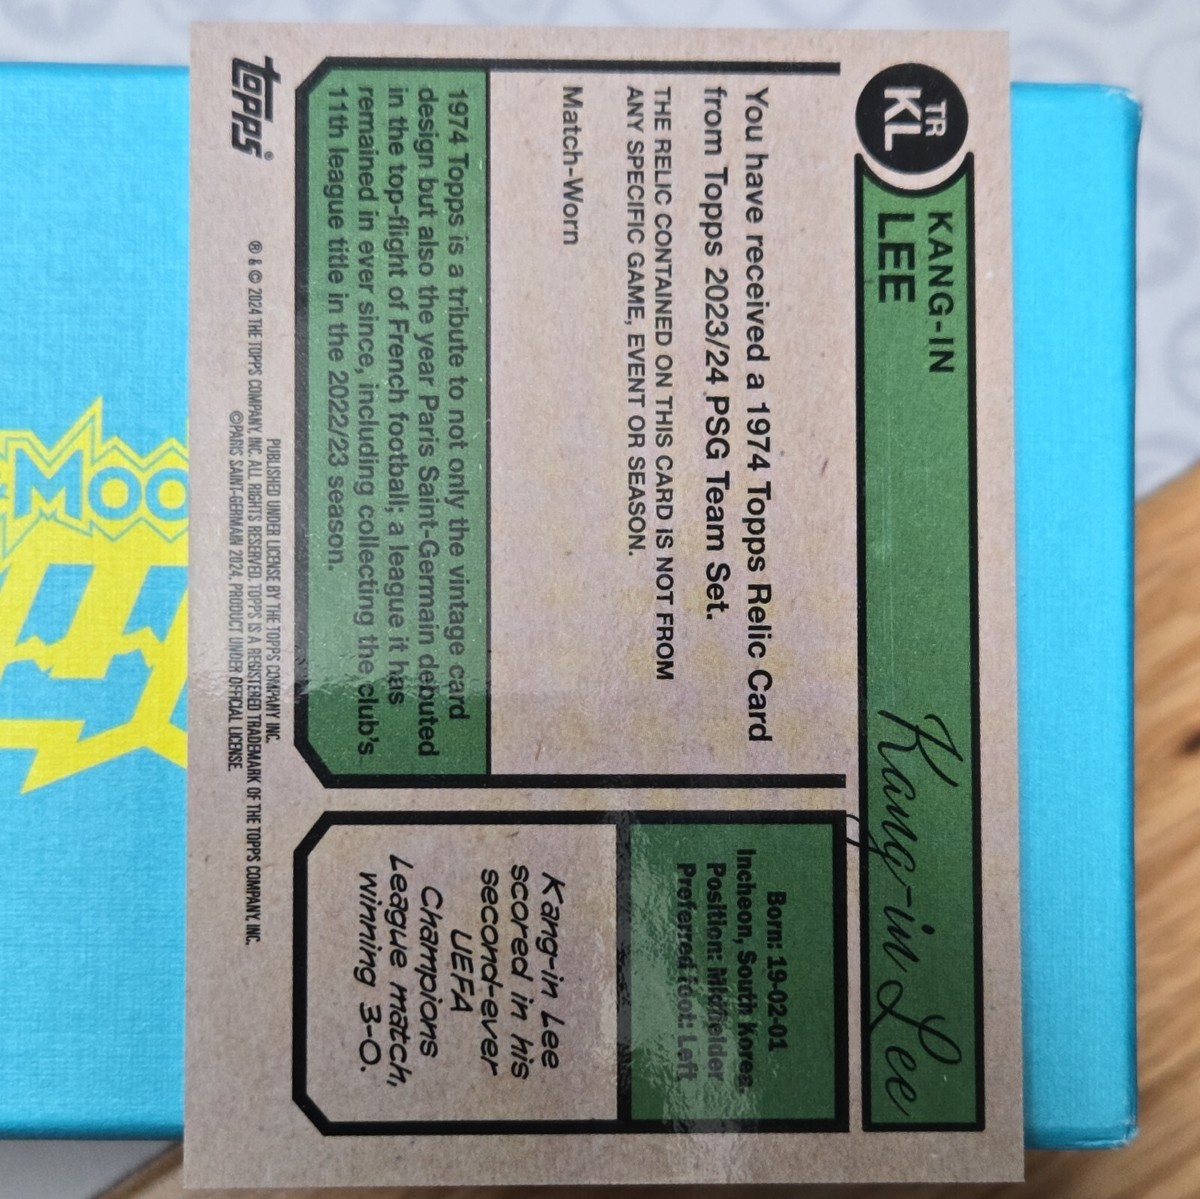 TR
KL
KANG-IN
LEE
Kang-in Lee
You have received a 1974 Topps Relic Card
from Topps 2023/24 PSG Team Set.
THE RELIC CONTAINED ON THIS CARD IS NOT FROM
ANY SPECIFIC GAME, EVENT OR SEASON.
Match-Worn
1974 Topps is a tribute to not only the vintage card
design but also the year Paris Saint-Germain debuted
in the top-flight of French football; a league it has
remained in ever since, including collecting the club's
11th league title in the 2022/23 season.
Born: 19-02-01
Incheon, South Korea
Position: Midfielder
Preferred foot: Left
Kang-in Lee
scored in his
second-ever
UEFA
Champions
League match,
winning 3-0.
topps®
PUBLISHED UNDER LICENSE BY THE TOPPS COMPANY INC.
® & © 2024 THE TOPPS COMPANY, INC. ALL RIGHTS RESERVED. TOPPS IS A REGISTERED TRADEMARK OF THE TOPPS COMPANY, INC.
©PARIS SAINT-GERMAIN 2024. PRODUCT UNDER OFFICIAL LICENSE.